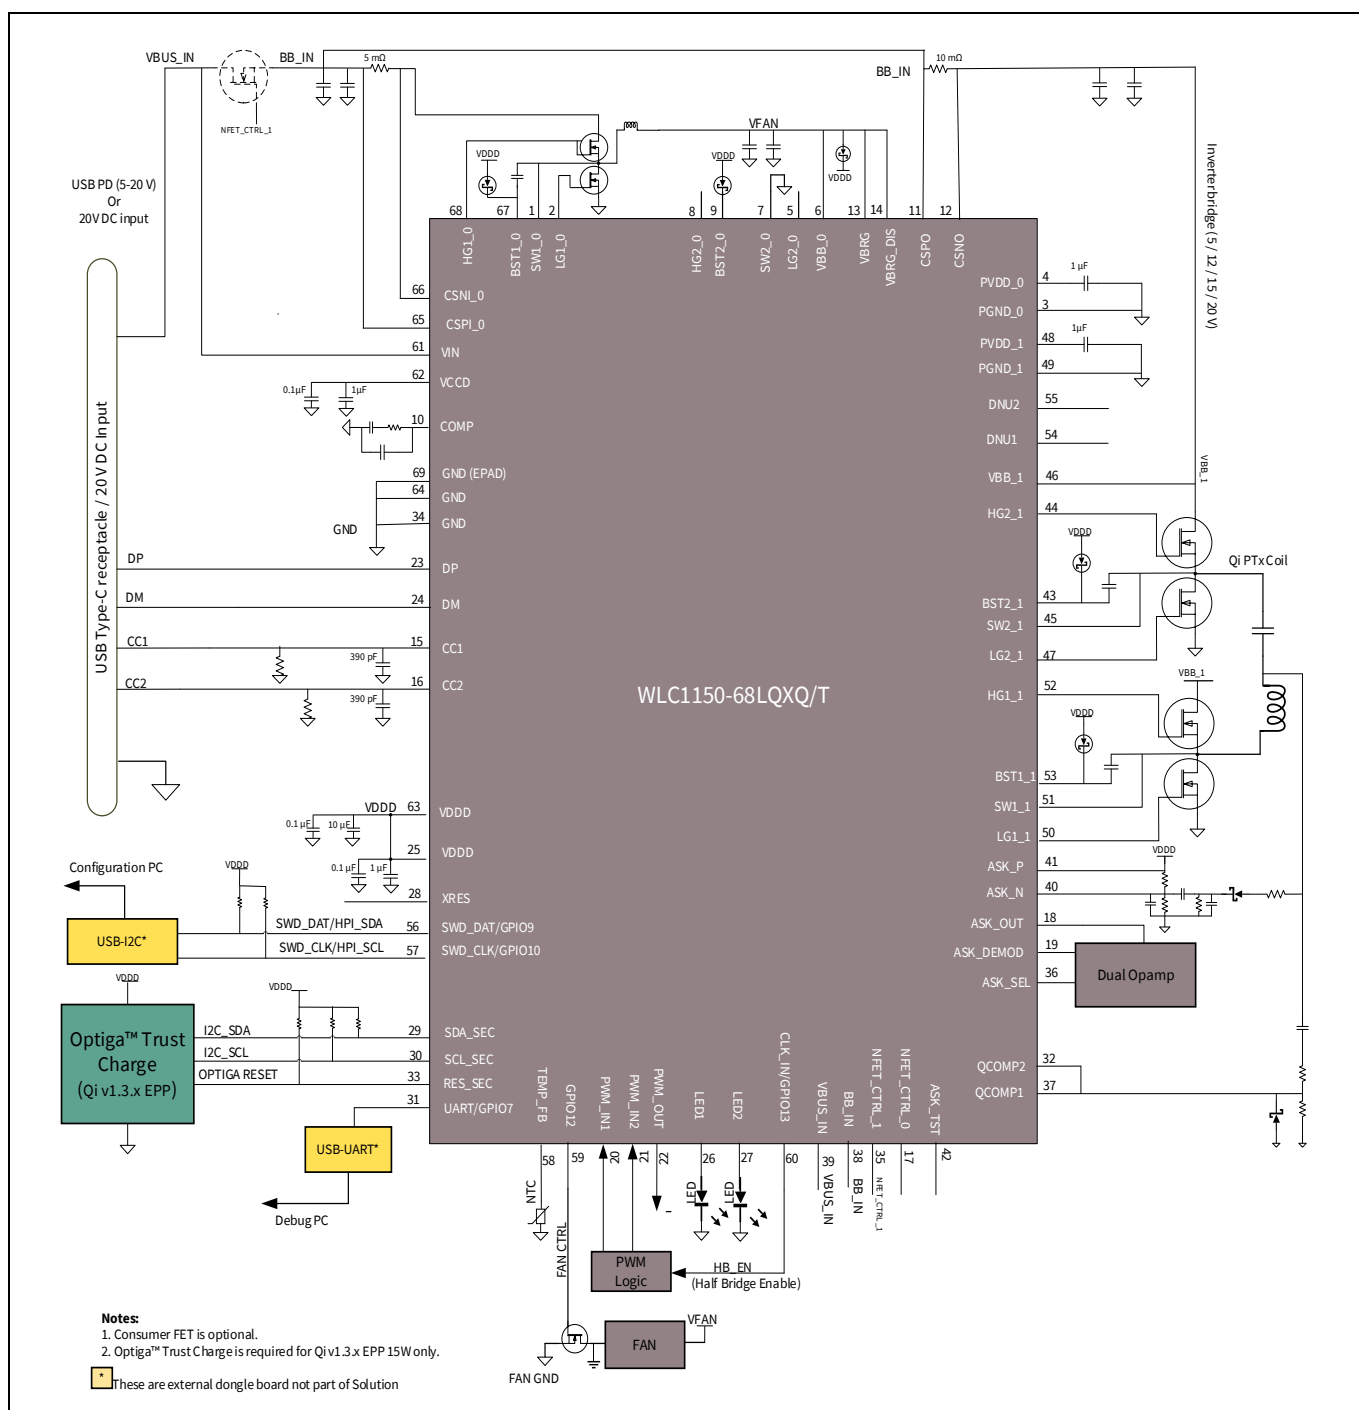 VBUS_IN
BB_IN
5 mΩ
BB_IN
10 mΩ
NFET_CTRL_1
VDDD
VFAN
VDDD
VDDD
USB PD (5-20 V)
Or
20V DC input
Inverter bridge ( 5 / 12 / 15 / 20 V)
68
67
1
2
8
9
7
5
6
13
14
11
12
HG1_0
BST1_0
SW1_0
LG1_0
HG2_0
BST2_0
SW2_0
LG2_0
VBB_0
VBRG
VBRG_DIS
CSPO
CSNO
66
CSNI_0
65
CSPI_0
61
VIN
62
VCCD
0.1µF
1µF
10
COMP
69
GND (EPAD)
64
GND
34
GND
GND
USB Type-C receptacle / 20 V DC Input
DP
23
DP
DM
24
DM
CC1
15
CC1
390 pF
CC2
16
CC2
390 pF
WLC1150-68LQXQ/T
PVDD_0
4
1 µF
PGND_0
3
PVDD_1
48
1µF
PGND_1
49
DNU2
55
DNU1
54
VBB_1
46
VBB_1
HG2_1
44
VDDD
Qi PTx Coil
BST2_1
43
SW2_1
45
LG2_1
47
VBB_1
HG1_1
52
VDDD
BST1_1
53
SW1_1
51
LG1_1
50
VDDD
ASK_P
41
ASK_N
40
ASK_OUT
18
ASK_DEMOD
19
ASK_SEL
36
Dual Opamp
QCOMP2
32
QCOMP1
37
VDDD
63
VDDD
0.1 µF
10 µF
25
VDDD
0.1 µF
1 µF
28
XRES
Configuration PC
VDDD
USB-I2C*
SWD_DAT/HPI_SDA
56
SWD_DAT/GPIO9
SWD_CLK/HPI_SCL
57
SWD_CLK/GPIO10
VDDD
VDDD
Optiga™ Trust
Charge
(Qi v1.3.x EPP)
I2C_SDA
29
SDA_SEC
I2C_SCL
30
SCL_SEC
OPTIGA RESET
33
RES_SEC
31
UART/GPIO7
USB-UART*
Debug PC
TEMP_FB
GPIO12
PWM_IN1
PWM_IN2
PWM_OUT
LED1
LED2
CLK_IN/GPIO13
VBUS_IN
BB_IN
NFET_CTRL_1
NFET_CTRL_0
ASK_TST
58
59
20
21
22
26
27
60
39
38
35
17
42
NTC
LED
LED
VBUS_IN
BB_IN
NFET_CTRL_1
FAN CTRL
PWM
Logic
HB_EN
(Half Bridge Enable)
VFAN
FAN
FAN GND
Notes:
1. Consumer FET is optional.
2. Optiga™ Trust Charge is required for Qi v1.3.x EPP 15W only.
* These are external dongle board not part of Solution